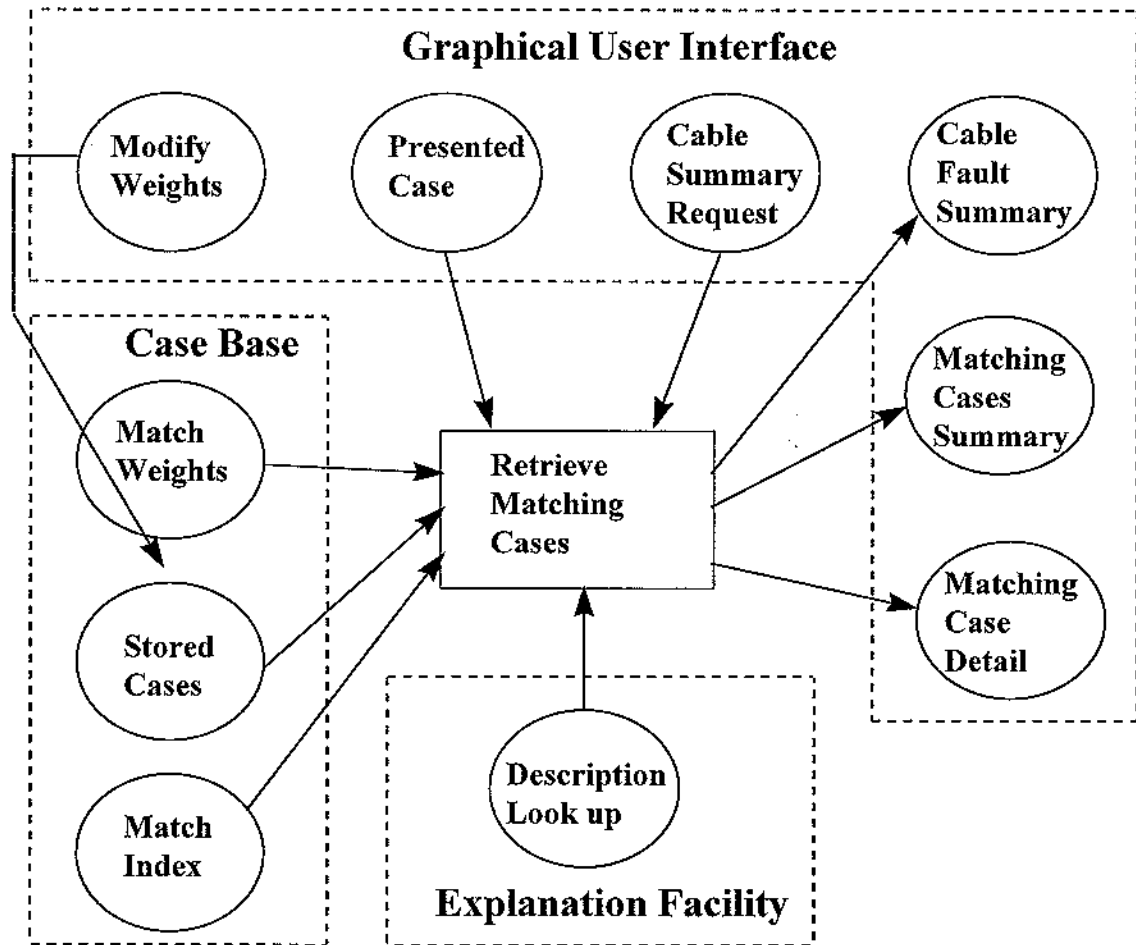 Graphical User Interface
Modify
Weights
Presented
Case
Cable
Summary
Request
Cable
Fault
Summary
Case Base
Match
Weights
Retrieve
Matching
Cases
Matching
Cases
Summary
Stored
Cases
Matching
Case
Detail
Match
Index
Description
Look up
Explanation Facility